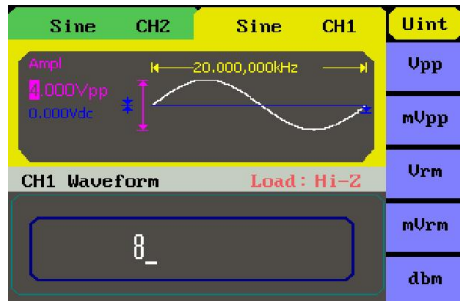 Sine CH2 Sine CH1 Uint
Ampl
20.000,000kHz
4.000Vpp
0.000Vdc
CH1 Waveform Load: Hi-Z
8_
Vpp
mVpp
Vrm
mVrm
dbm